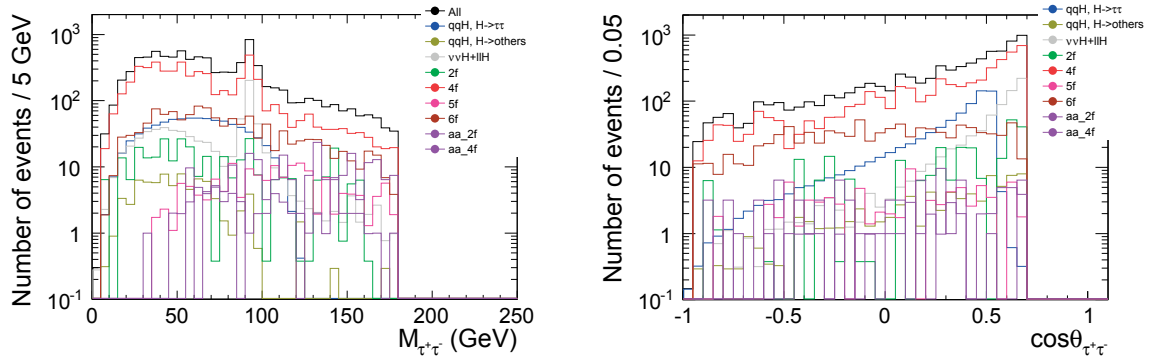 Number of events / 5 GeV
10³
10²
10
1
10⁻¹
0 50 100 150 200 250
M_τ⁺τ⁻ (GeV)
All
qqH, H->ττ
qqH, H->others
ννH+llH
2f
4f
5f
6f
aa_2f
aa_4f
Number of events / 0.05
10³
10²
10
1
10⁻¹
-1 -0.5 0 0.5 1
cosθ_τ⁺τ⁻
All
qqH, H->ττ
qqH, H->others
ννH+llH
2f
4f
5f
6f
aa_2f
aa_4f